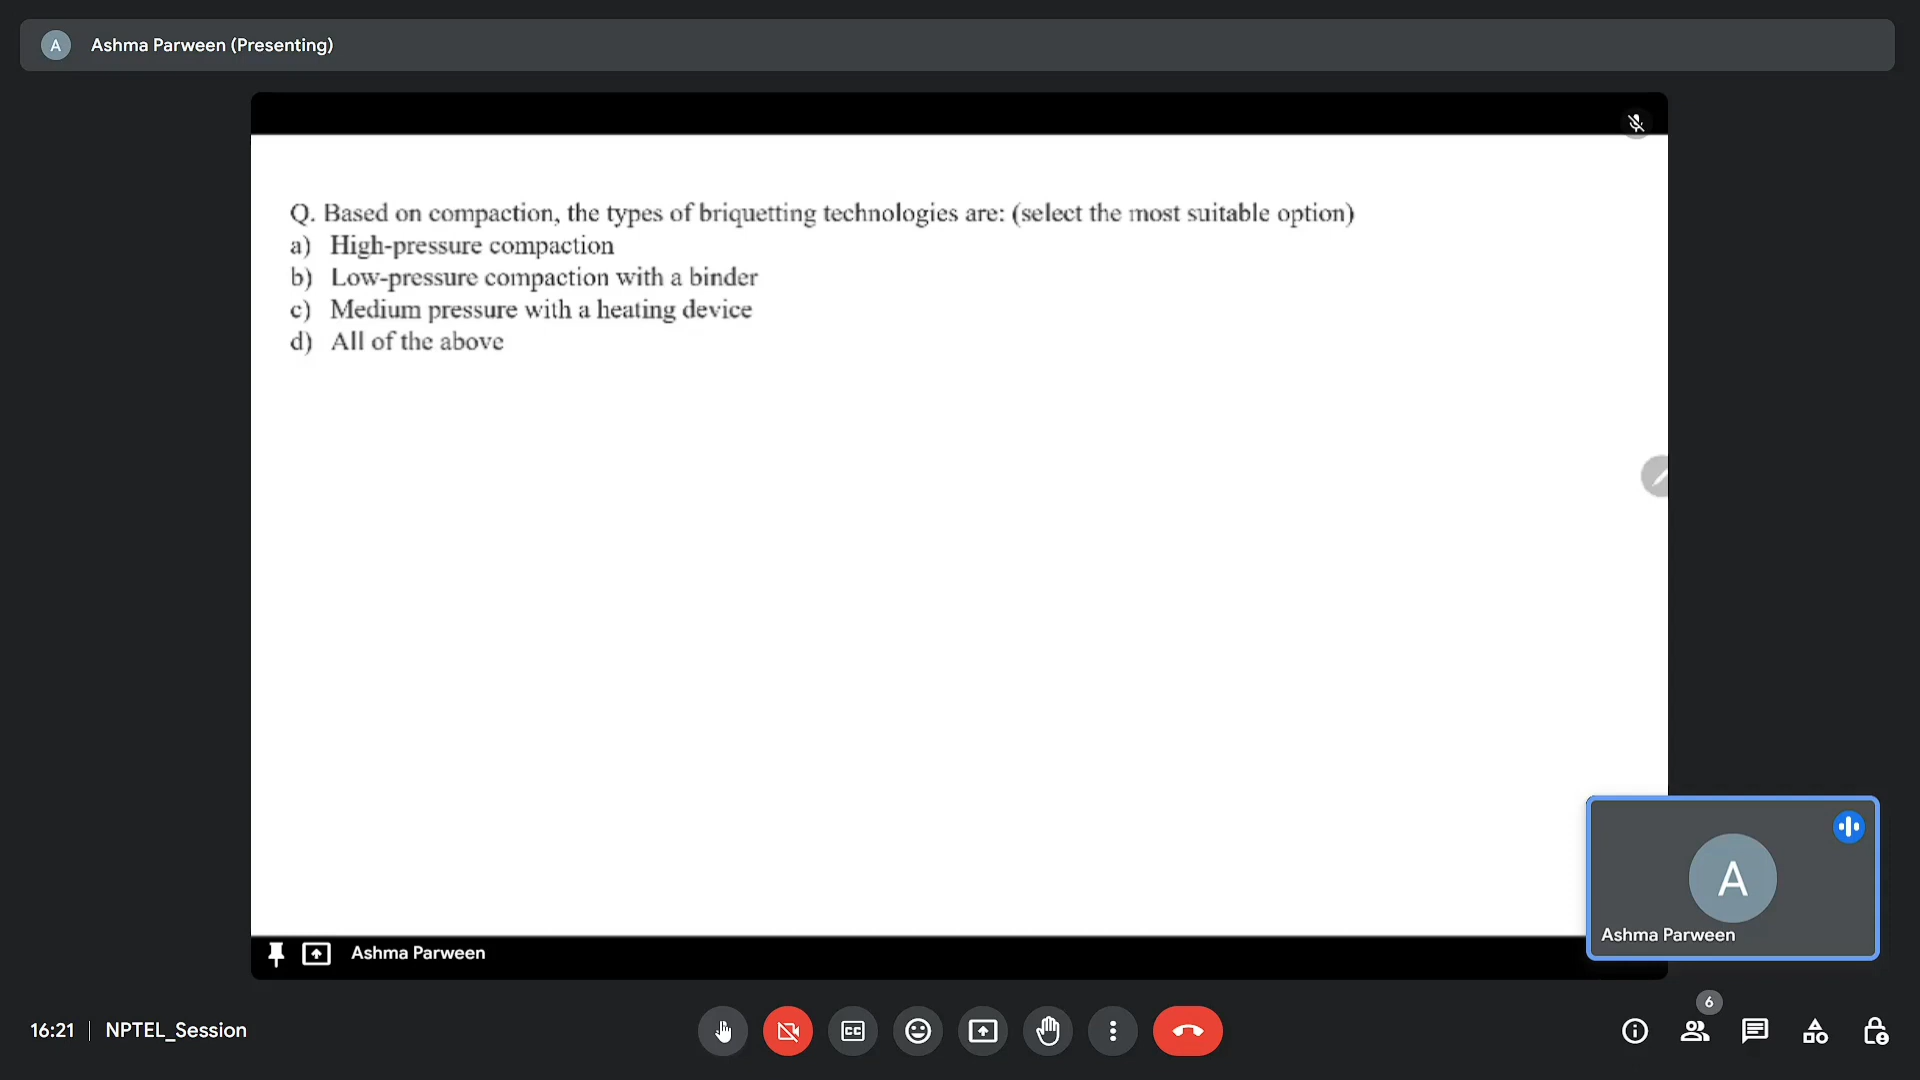 A Ashma Parween (Presenting)
Q. Based on compaction, the types of briquetting technologies are: (select the most suitable option)
a) High-pressure compaction
b) Low-pressure compaction with a binder
c) Medium pressure with a heating device
d) All of the above
A
Ashma Parween
Ashma Parween
6
16:21 | NPTEL_Session
CC